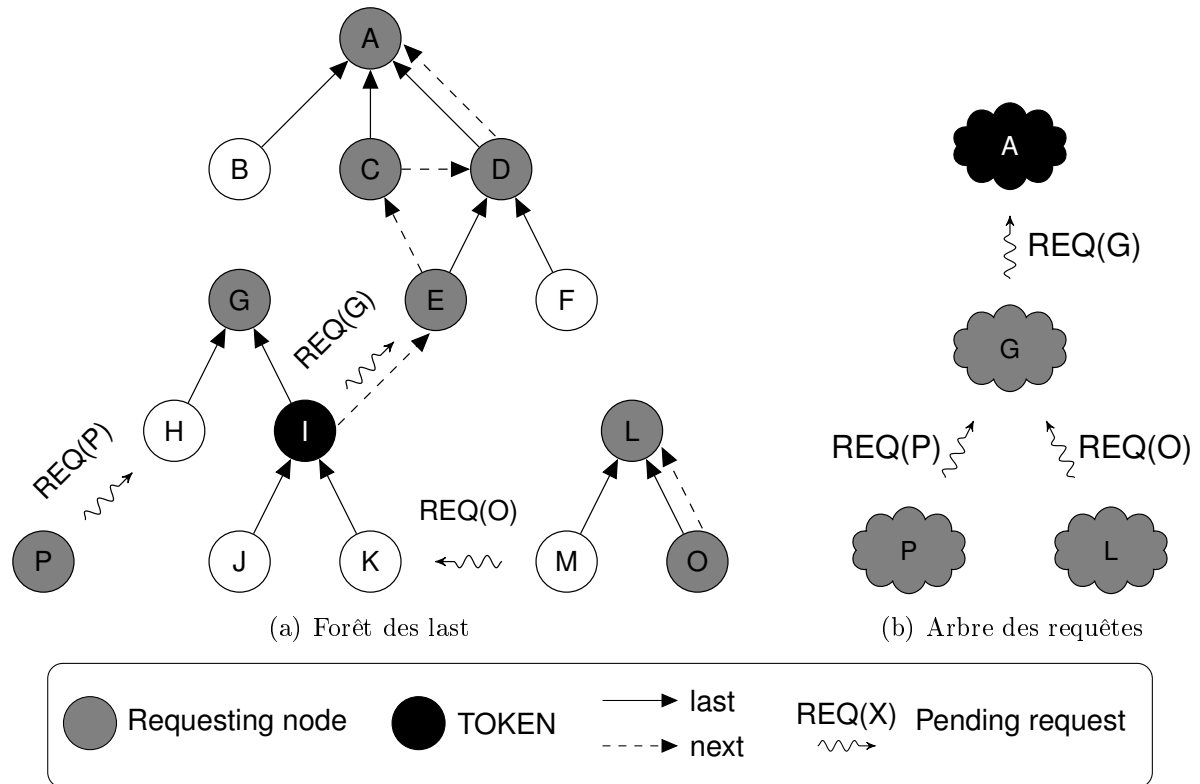 A
B
C
D
G
REQ(G)
E
F
REQ(P)
H
I
L
REQ(O)
P
J
K
M
O
(a) Forêt des last
A
REQ(G)
G
REQ(P)
REQ(O)
P
L
(b) Arbre des requêtes
Requesting node
TOKEN
last
next
REQ(X)
Pending request